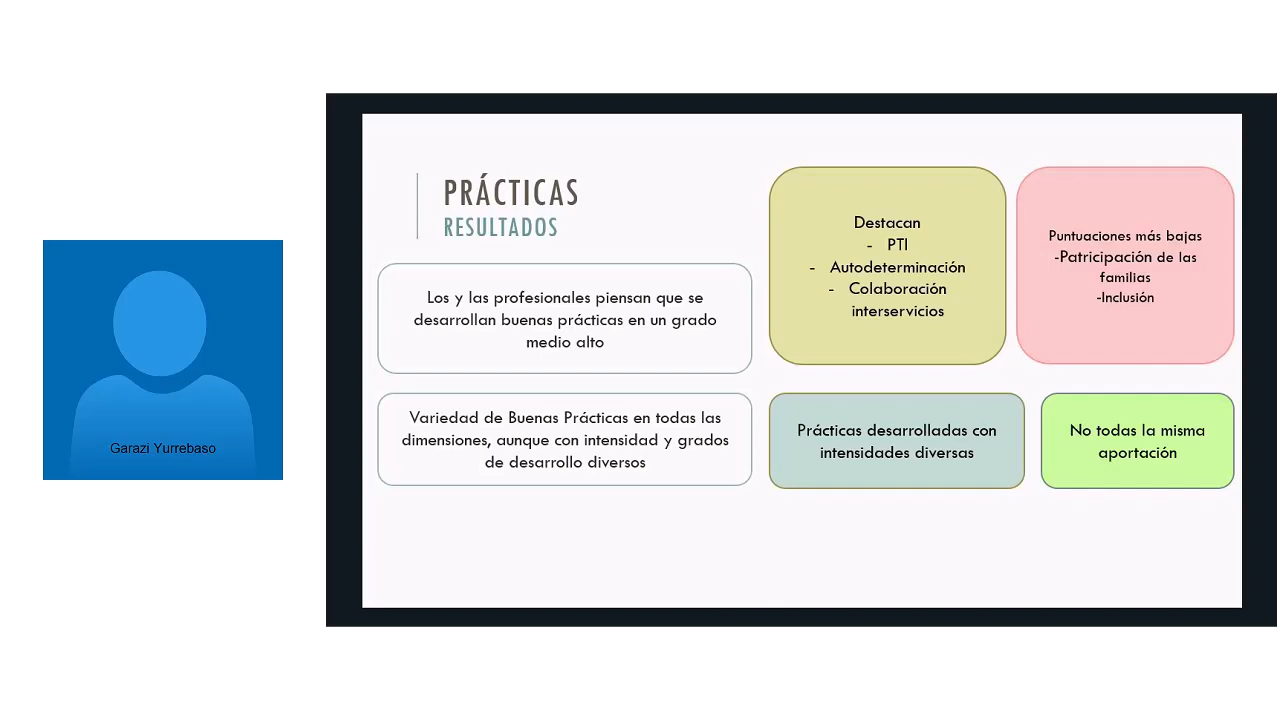 Garazi Yurrebaso
PRÁCTICAS
RESULTADOS
Los y las profesionales piensan que se
desarrollan buenas prácticas en un grado
medio alto
Destacan
- PTI
- Autodeterminación
- Colaboración
interservicios
Puntuaciones más bajas
-Patricipación de las
familias
-Inclusión
Variedad de Buenas Prácticas en todas las
dimensiones, aunque con intensidad y grados
de desarrollo diversos
Prácticas desarrolladas con
intensidades diversas
No todas la misma
aportación